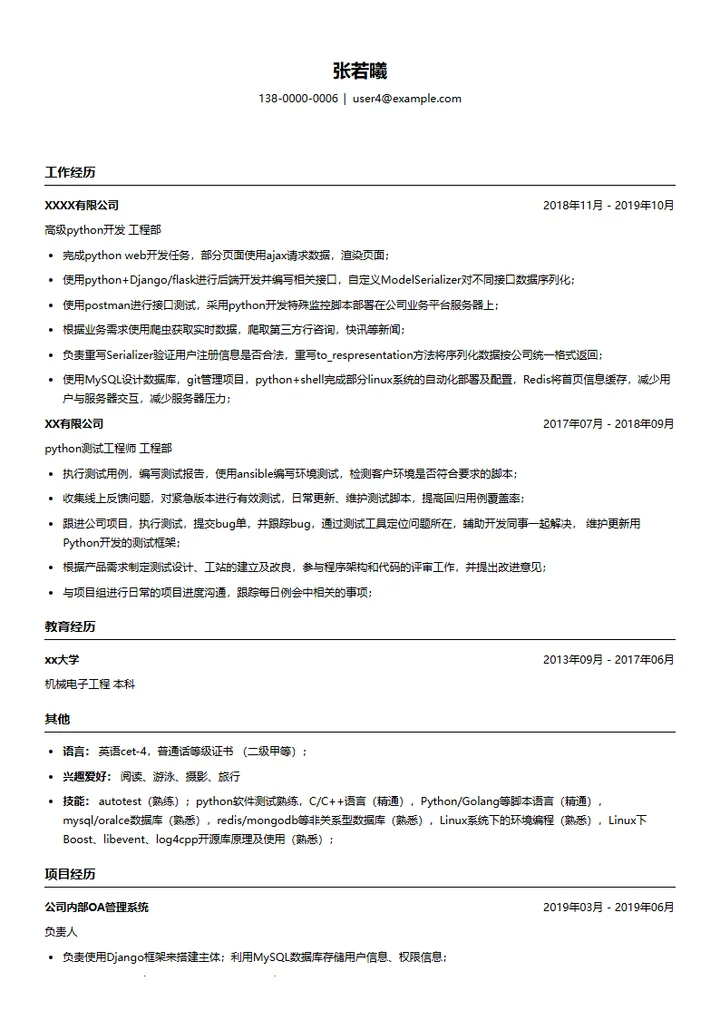 张若曦
138-0000-0006 | user4@example.com
工作经历
XXXX有限公司 2018年11月 - 2019年10月
高级python开发 工程部
• 完成python web开发任务，部分页面使用ajax请求数据，渲染页面；
• 使用python+Django/flask进行后端开发并编写相关接口，自定义ModelSerializer对不同接口数据序列化；
• 使用postman进行接口测试，采用python开发特殊监控脚本部署在公司业务平台服务器上；
• 根据业务需求使用爬虫获取实时数据，爬取第三方行咨询，快讯等新闻；
• 负责重写Serializer验证用户注册信息是否合法，重写to_respresentation方法将序列化数据按公司统一格式返回；
• 使用MySQL设计数据库，git管理项目，python+shell完成部分linux系统的自动化部署及配置，Redis将首页信息缓存，减少用
户与服务器交互，减少服务器压力；
XX有限公司 2017年07月 - 2018年09月
python测试工程师 工程部
• 执行测试用例，编写测试报告，使用ansible编写环境测试，检测客户环境是否符合要求的脚本；
• 收集线上反馈问题，对紧急版本进行有效测试，日常更新、维护测试脚本，提高回归用例覆盖率；
• 跟进公司项目，执行测试，提交bug单，并跟踪bug，通过测试工具定位问题所在，辅助开发同事一起解决， 维护更新用
Python开发的测试框架；
• 根据产品需求制定测试设计、工站的建立及改良，参与程序架构和代码的评审工作，并提出改进意见；
• 与项目组进行日常的项目进度沟通，跟踪每日例会中相关的事项；
教育经历
xx大学 2013年09月 - 2017年06月
机械电子工程 本科
其他
• 语言： 英语cet-4，普通话等级证书 （二级甲等）；
• 兴趣爱好： 阅读、游泳、摄影、旅行
• 技能： autotest（熟练）；python软件测试熟练，C/C++语言（精通），Python/Golang等脚本语言（精通），
mysql/oralce数据库（熟悉），redis/mongodb等非关系型数据库（熟悉），Linux系统下的环境编程（熟悉），Linux下
Boost、libevent、log4cpp开源库原理及使用（熟悉）；
项目经历
公司内部OA管理系统 2019年03月 - 2019年06月
负责人
• 负责使用Django框架来搭建主体；利用MySQL数据库存储用户信息、权限信息；